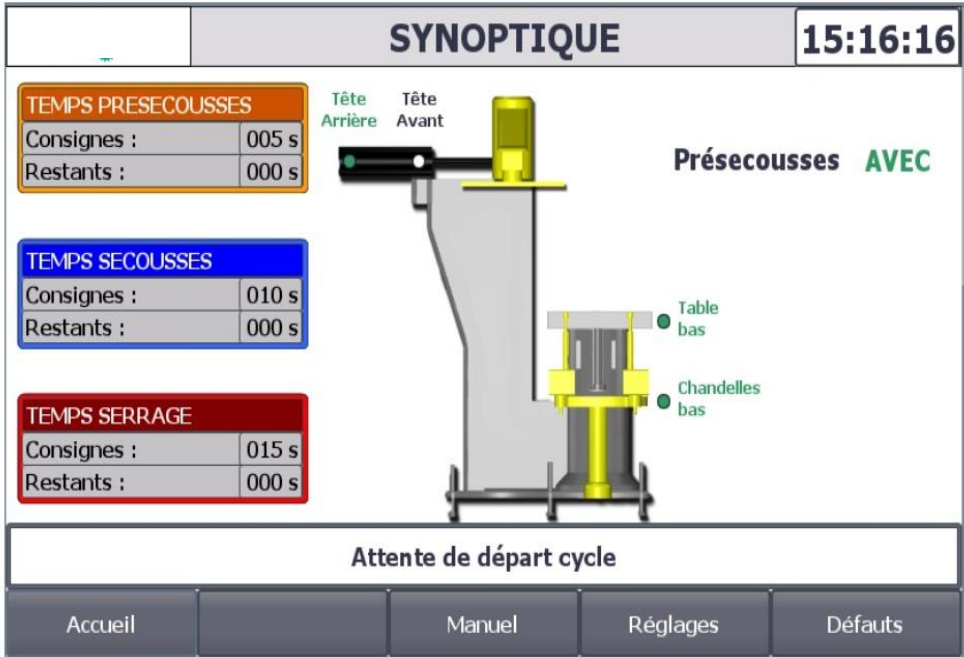 SYNOPTIQUE
15:16:16
TEMPS PRESECOUSSES
Consignes : 005 s
Restants : 000 s
Tête Arrière
Tête Avant
Présecousses AVEC
TEMPS SECOUSSES
Consignes : 010 s
Restants : 000 s
Table
bas
Chandelles
bas
TEMPS SERRAGE
Consignes : 015 s
Restants : 000 s
Attente de départ cycle
Accueil
Manuel
Réglages
Défauts